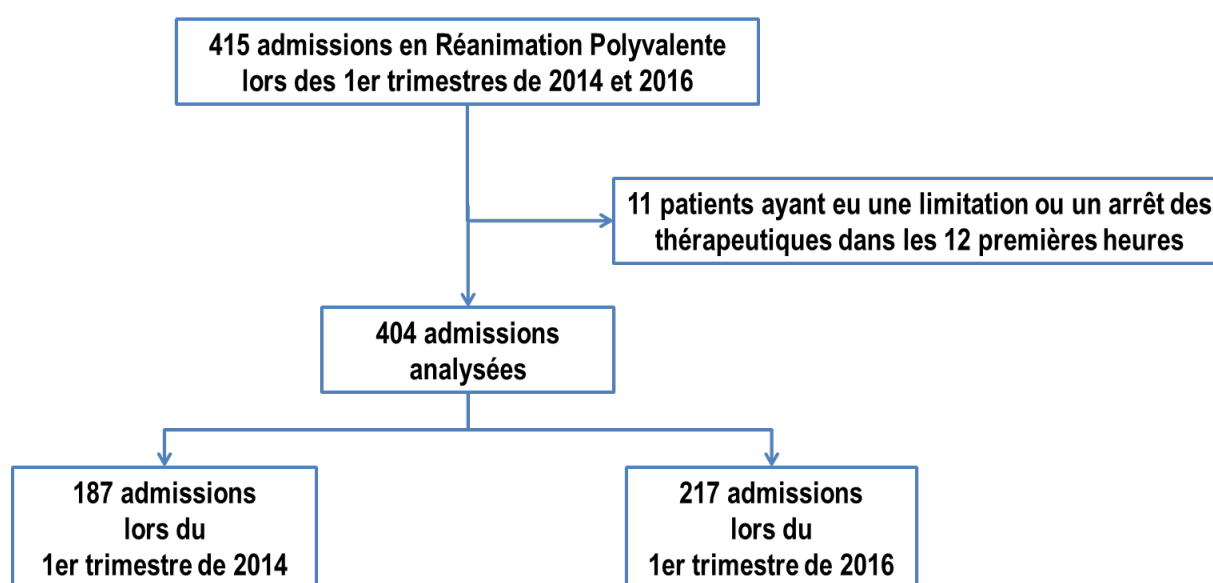 415 admissions en Réanimation Polyvalente
lors des 1er trimestres de 2014 et 2016
11 patients ayant eu une limitation ou un arrêt des
thérapeutiques dans les 12 premières heures
404 admissions
analysées
187 admissions
lors du
1er trimestre de 2014
217 admissions
lors du
1er trimestre de 2016